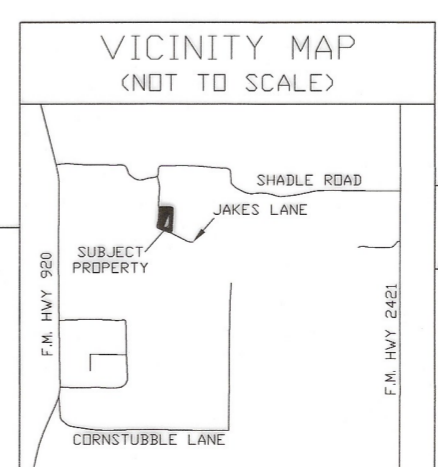 VICINITY MAP
(NOT TO SCALE)
SHADLE ROAD
JAKES LANE
SUBJECT
PROPERTY
F.M. HWY 920
F.M. HWY 2421
CORNSTUBBLE LANE